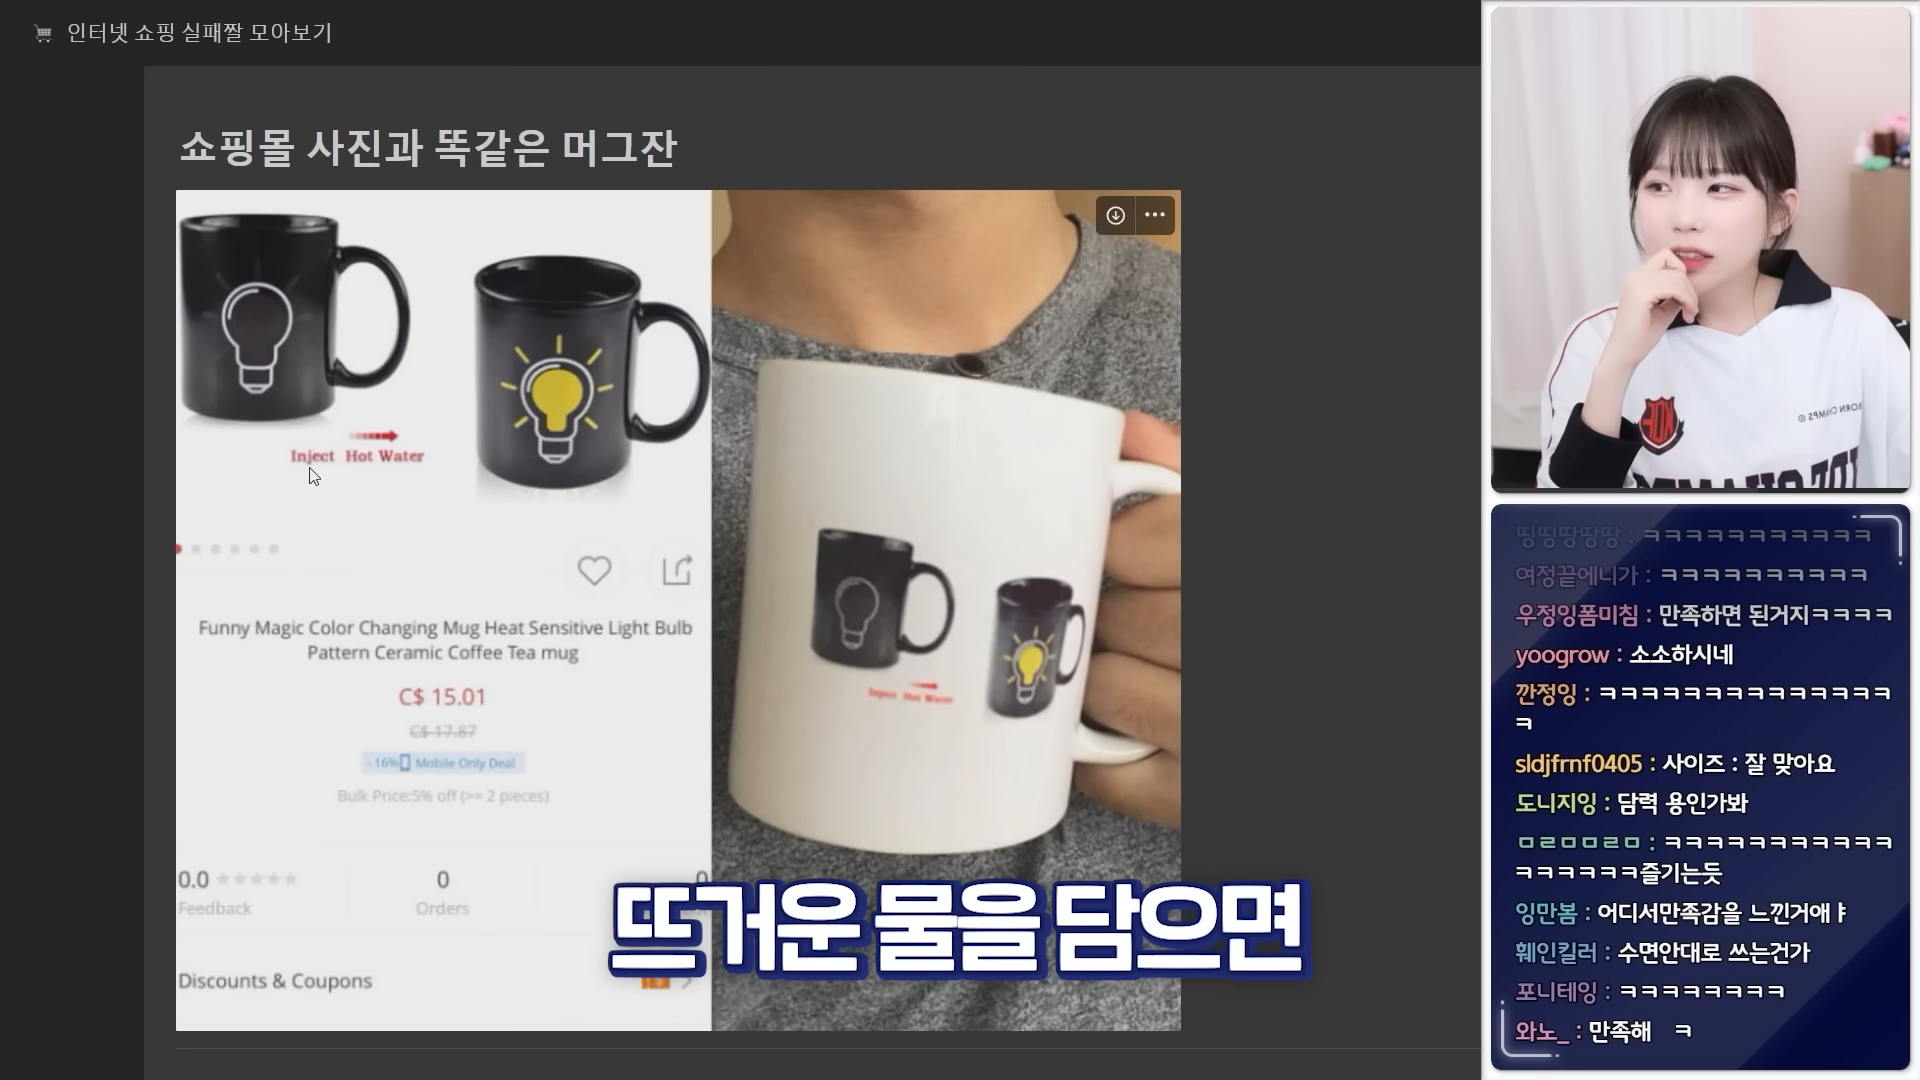 인터넷 쇼핑 실패짤 모아보기
쇼핑몰 사진과 똑같은 머그잔
Inject Hot Water
Funny Magic Color Changing Mug Heat Sensitive Light Bulb
Pattern Ceramic Coffee Tea mug
C$ 15.01
C$ 17.87
- 16% Mobile Only Deal
Bulk Price:5% off (>= 2 pieces)
0.0
Feedback
0
Orders
0
Discounts & Coupons
Inject Hot Water
뜨거운 물을 담으면
BORN CHAMPS
띵띵땅땅땅 : ㅋㅋㅋㅋㅋㅋㅋㅋㅋㅋㅋ
여정끝에니가 : ㅋㅋㅋㅋㅋㅋㅋㅋㅋㅋ
우정잉폼미침 : 만족하면 된거지ㅋㅋㅋㅋ
yoogrow : 소소하시네
깐정잉 : ㅋㅋㅋㅋㅋㅋㅋㅋㅋㅋㅋㅋㅋㅋ
ㅋ
sldjfrnf0405 : 사이즈 : 잘 맞아요
도니지잉 : 담력 용인가봐
ㅁㄹㅁㅁㄹㅁ : ㅋㅋㅋㅋㅋㅋㅋㅋㅋㅋㅋ
ㅋㅋㅋㅋㅋㅋ즐기는듯
잉만봄 : 어디서만족감을 느낀거애ㅑ
훼인킬러 : 수면안대로 쓰는건가
포니테잉 : ㅋㅋㅋㅋㅋㅋㅋㅋ
와노_ : 만족해 ㅋ